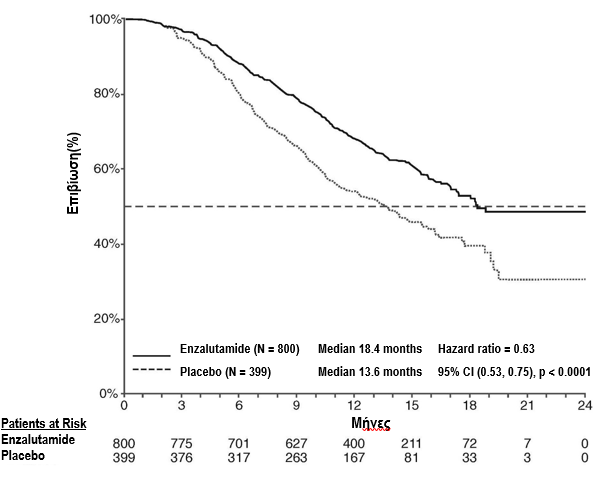 100%
80%
60%
40%
20%
0%
Επιβίωση(%)
Enzalutamide (N = 800) Median 18.4 months Hazard ratio = 0.63
Placebo (N = 399) Median 13.6 months 95% CI (0.53, 0.75), p < 0.0001
0 3 6 9 12 15 18 21 24
Μήνες
Patients at Risk
Enzalutamide 800 775 701 627 400 211 72 7 0
Placebo 399 376 317 263 167 81 33 3 0